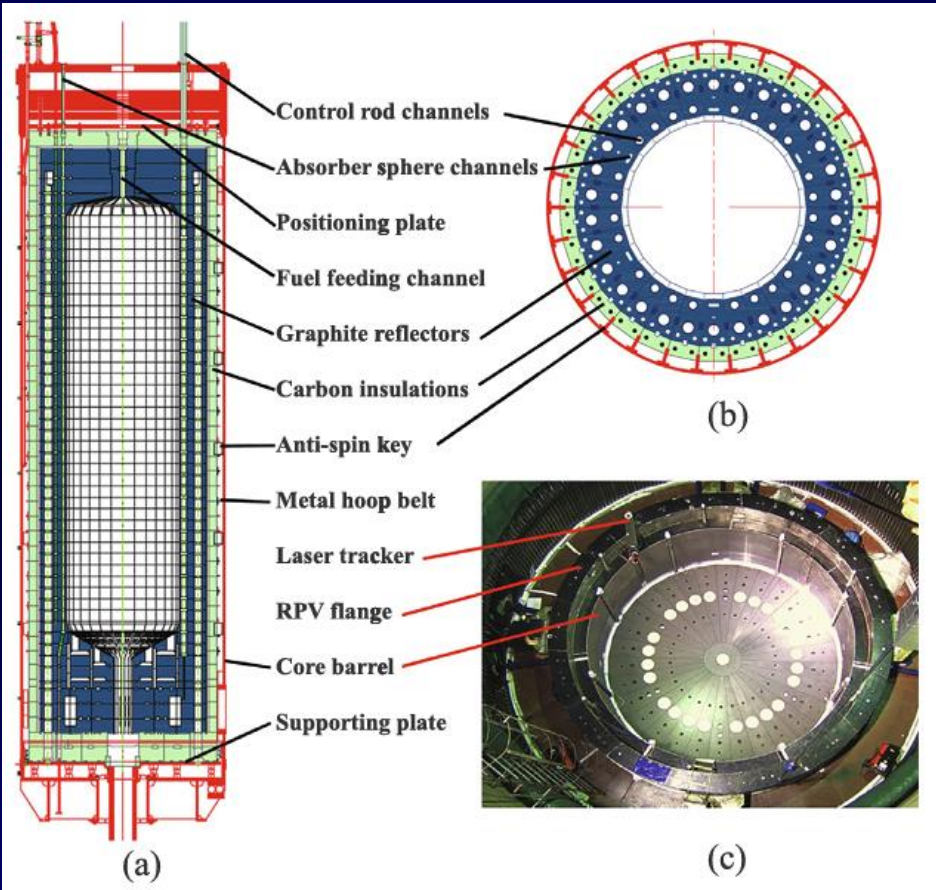 Control rod channels
Absorber sphere channels
Positioning plate
Fuel feeding channel
Graphite reflectors
Carbon insulations
Anti-spin key
Metal hoop belt
Laser tracker
RPV flange
Core barrel
Supporting plate
(a)
(b)
(c)